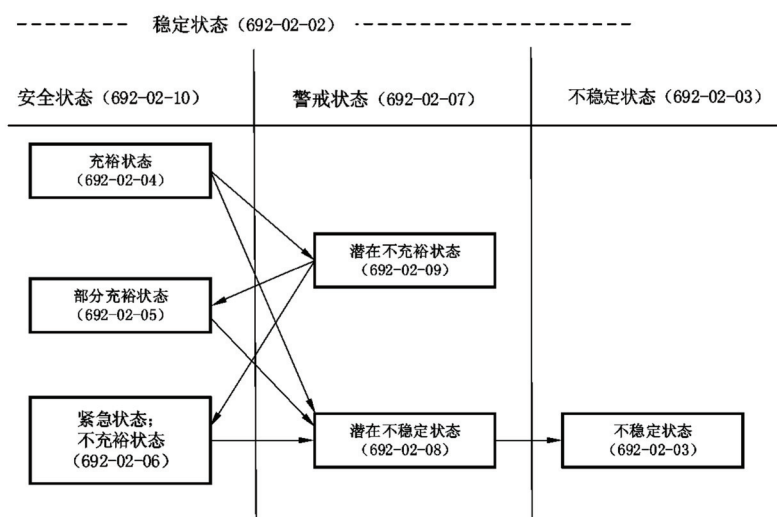 稳定状态（692-02-02）
安全状态（692-02-10）
警戒状态（692-02-07）
不稳定状态（692-02-03）
充裕状态
（692-02-04）
潜在不充裕状态
（692-02-09）
部分充裕状态
（692-02-05）
紧急状态；
不充裕状态
（692-02-06）
潜在不稳定状态
（692-02-08）
不稳定状态
（692-02-03）